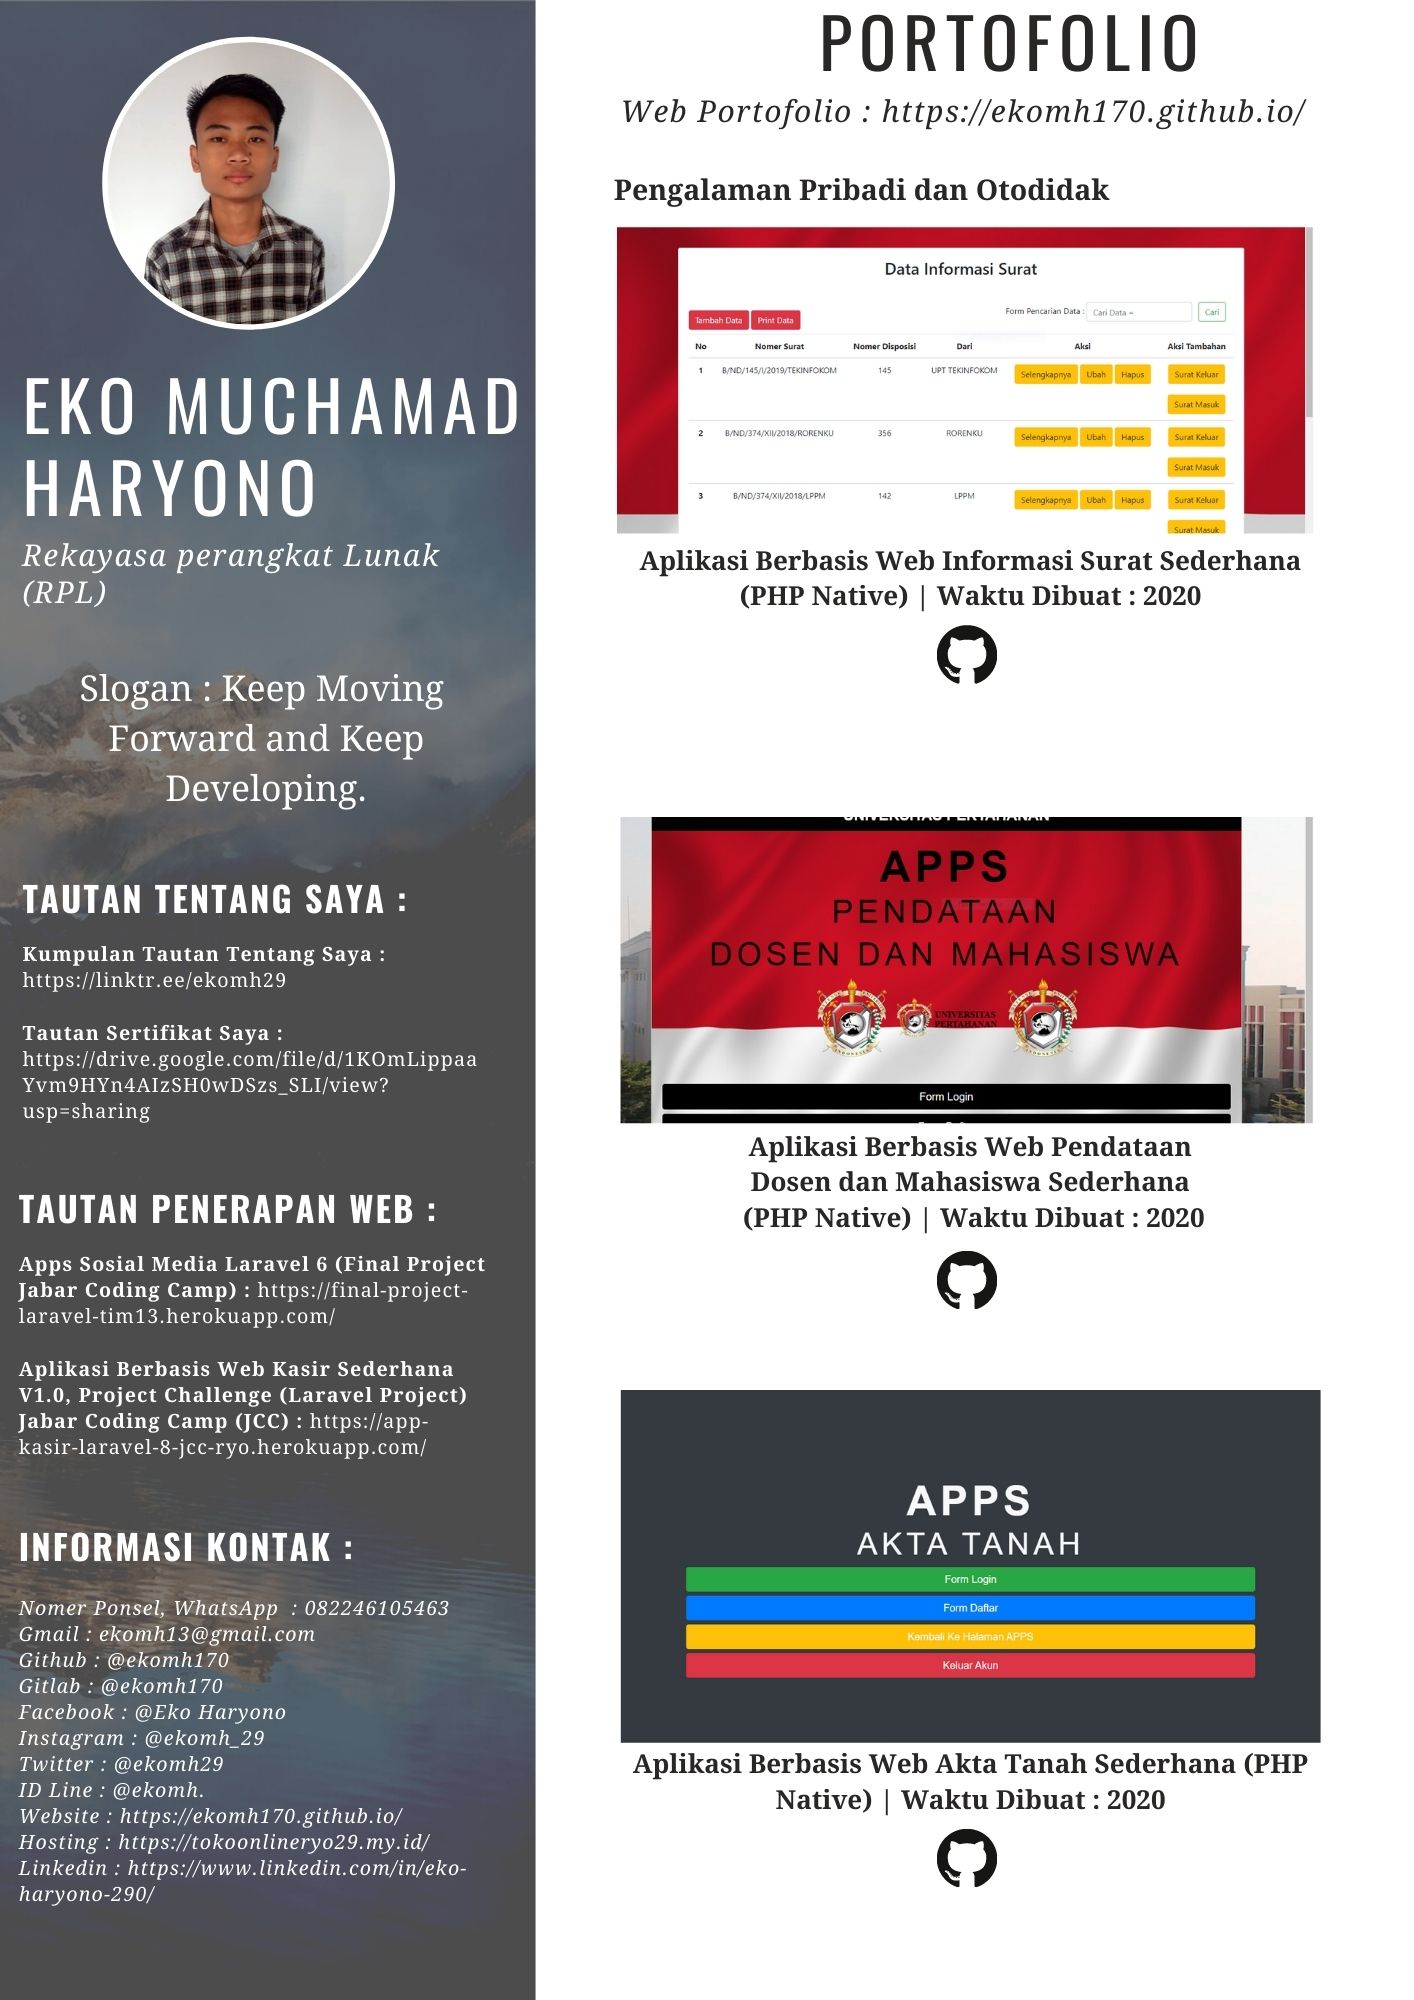 EKO MUCHAMAD
HARYONO
Rekayasa perangkat Lunak
(RPL)
Slogan : Keep Moving
Forward and Keep
Developing.
TAUTAN TENTANG SAYA :
Kumpulan Tautan Tentang Saya :
https://linktr.ee/ekomh29
Tautan Sertifikat Saya :
https://drive.google.com/file/d/1KOmLippaa
Yvm9HYn4AIzSH0wDSzs_SLI/view?
usp=sharing
TAUTAN PENERAPAN WEB :
Apps Sosial Media Laravel 6 (Final Project
Jabar Coding Camp) : https://final-project-
laravel-tim13.herokuapp.com/
Aplikasi Berbasis Web Kasir Sederhana
V1.0, Project Challenge (Laravel Project)
Jabar Coding Camp (JCC) : https://app-
kasir-laravel-8-jcc-ryo.herokuapp.com/
INFORMASI KONTAK :
Nomer Ponsel, WhatsApp : 082246105463
Gmail : ekomh13@gmail.com
Github : @ekomh170
Gitlab : @ekomh170
Facebook : @Eko Haryono
Instagram : @ekomh_29
Twitter : @ekomh29
ID Line : @ekomh.
Website : https://ekomh170.github.io/
Hosting : https://tokoonlineryo29.my.id/
Linkedin : https://www.linkedin.com/in/eko-
haryono-290/
PORTOFOLIO
Web Portofolio : https://ekomh170.github.io/
Pengalaman Pribadi dan Otodidak
Data Informasi Surat
Tambah Data Print Data Form Pencarian Data : Cari Data = Cari
No Nomer Surat Nomer Disposisi Dari Aksi Aksi Tambahan
1 B/ND/145/I/2019/TEKINFOKOM 145 UPT TEKINFOKOM Selengkapnya Ubah Hapus Surat Keluar
Surat Masuk
2 B/ND/374/XII/2018/RORENKU 356 RORENKU Selengkapnya Ubah Hapus Surat Keluar
Surat Masuk
3 B/ND/374/XII/2018/LPPM 142 LPPM Selengkapnya Ubah Hapus Surat Keluar
Surat Masuk
Aplikasi Berbasis Web Informasi Surat Sederhana
(PHP Native) | Waktu Dibuat : 2020
UNIVERSITAS PERTAHANAN
APPS
PENDATAAN
DOSEN DAN MAHASISWA
UNIVERSITAS
PERTAHANAN
Form Login
Aplikasi Berbasis Web Pendataan
Dosen dan Mahasiswa Sederhana
(PHP Native) | Waktu Dibuat : 2020
APPS
AKTA TANAH
Form Login
Form Daftar
Kembali Ke Halaman APPS
Keluar Akun
Aplikasi Berbasis Web Akta Tanah Sederhana (PHP
Native) | Waktu Dibuat : 2020